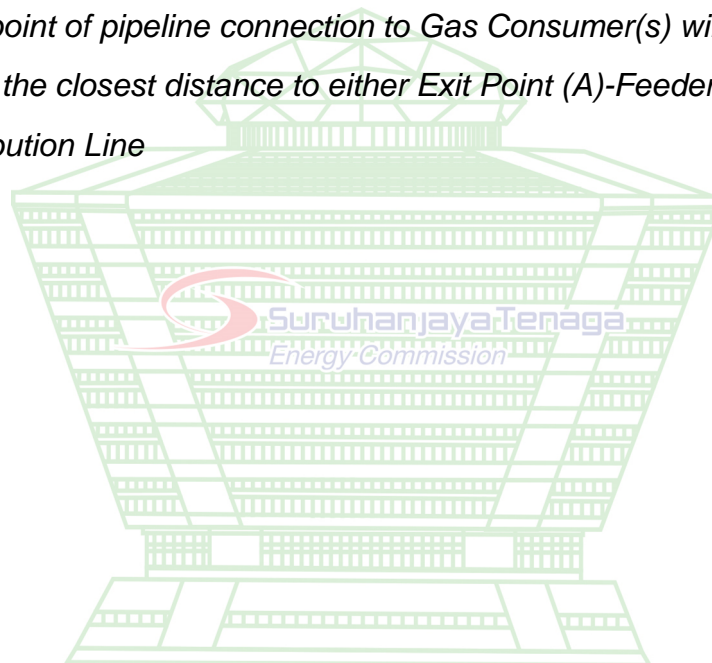 point of pipeline connection to Gas Consumer(s) wi
the closest distance to either Exit Point (A)-Feeder
bution Line
Suruhanjaya Tenaga
Energy Commission